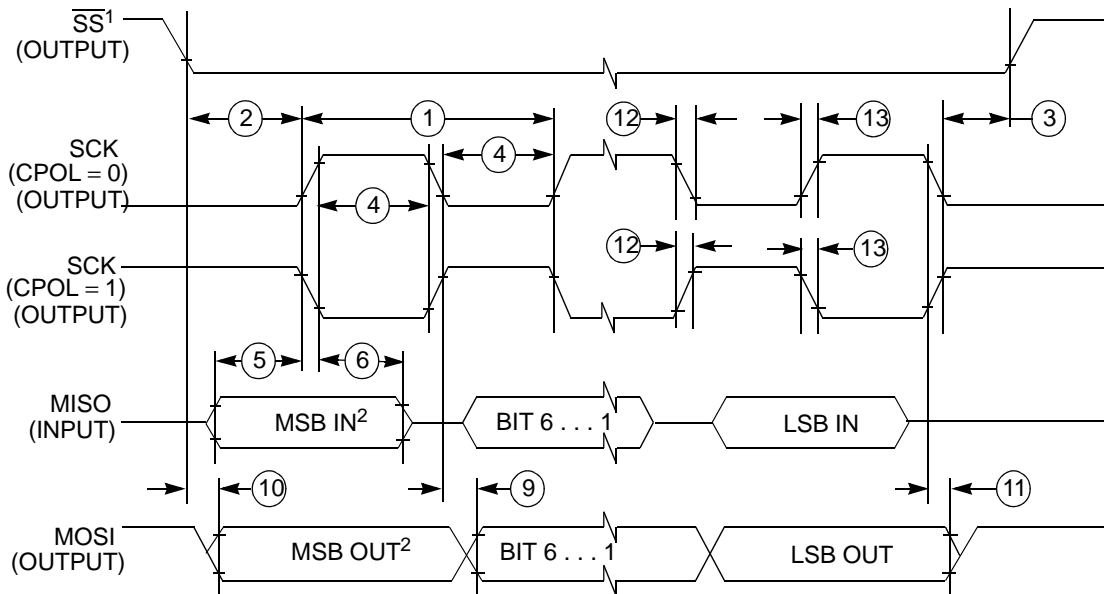 SS¹
(OUTPUT)
2
1
12
13
3
SCK
(CPOL = 0)
(OUTPUT)
4
4
SCK
(CPOL = 1)
(OUTPUT)
12
13
5
6
MISO
(INPUT)
MSB IN²
BIT 6 . . . 1
LSB IN
10
9
11
MOSI
(OUTPUT)
MSB OUT²
BIT 6 . . . 1
LSB OUT